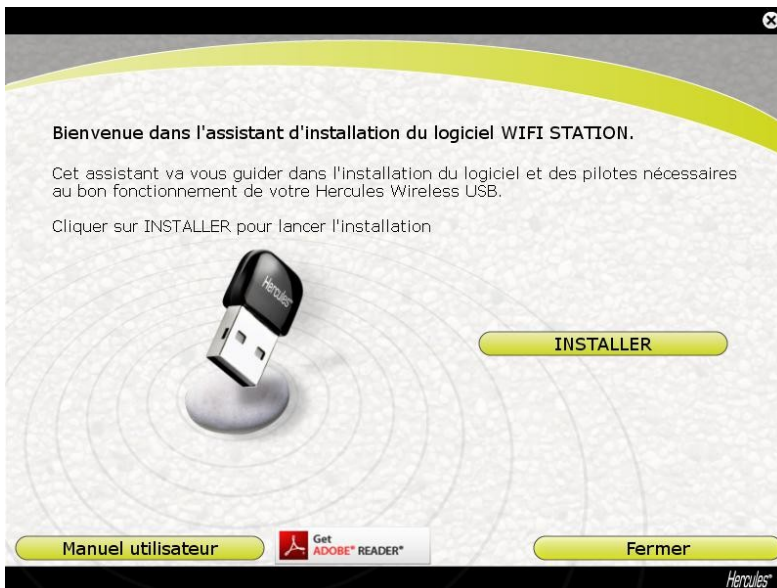 Bienvenue dans l'assistant d'installation du logiciel WIFI STATION.
Cet assistant va vous guider dans l'installation du logiciel et des pilotes nécessaires
au bon fonctionnement de votre Hercules Wireless USB.
Cliquer sur INSTALLER pour lancer l'installation
Hercules
INSTALLER
Manuel utilisateur
Get
ADOBE® READER®
Fermer
Hercules